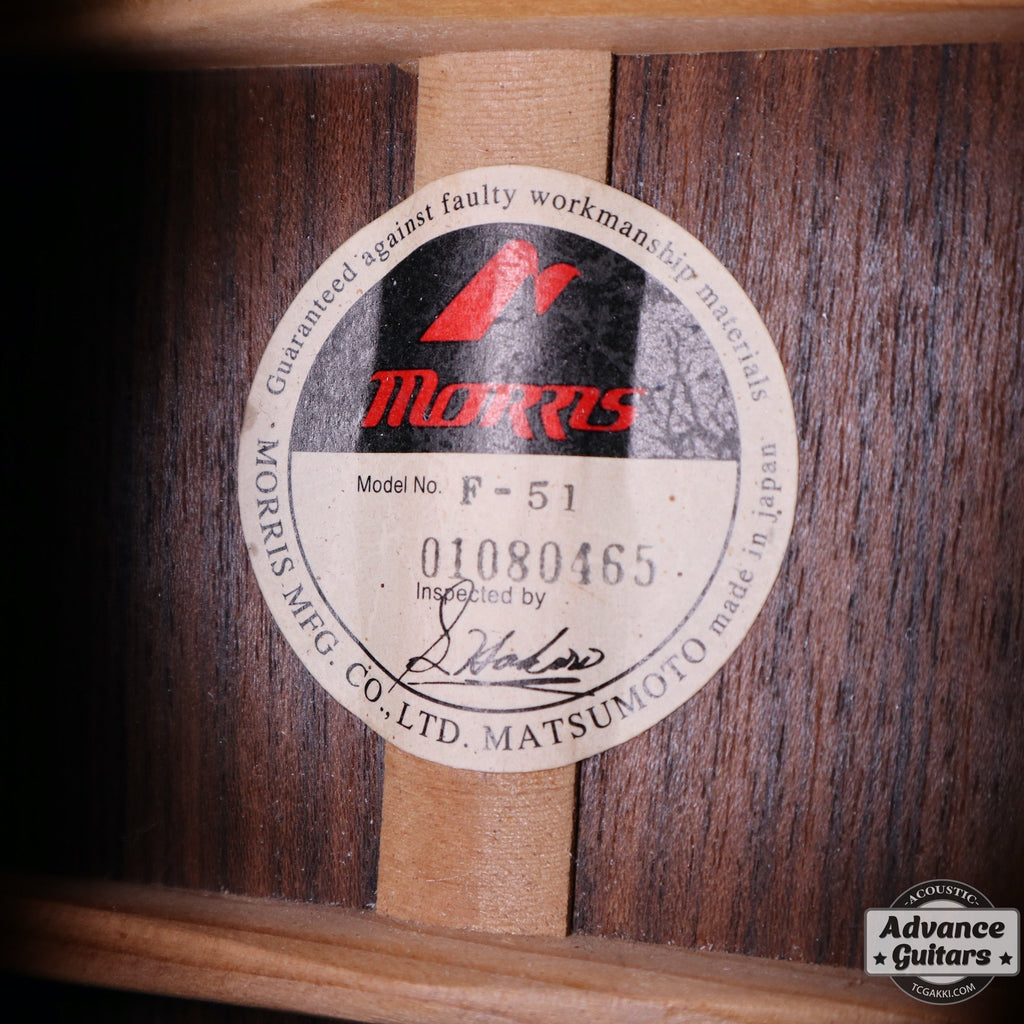 Guaranteed against faulty workmanship materials
MORRIS
Model No. F-51
01080465
Inspected by
· MORRIS MFG. CO., LTD. MATSUMOTO made in japan
-ACOUSTIC-
Advance
Guitars
TCGAKKI.COM